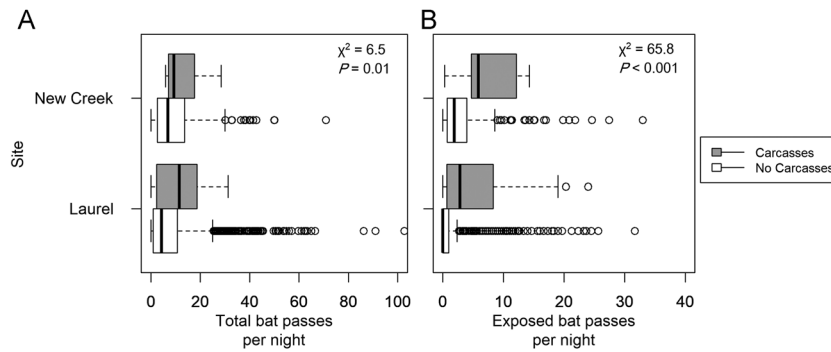 A
B
χ² = 6.5
P = 0.01
χ² = 65.8
P < 0.001
Site
New Creek
Laurel
Carcasses
No Carcasses
0 20 40 60 80 100
0 10 20 30 40
Total bat passes
per night
Exposed bat passes
per night